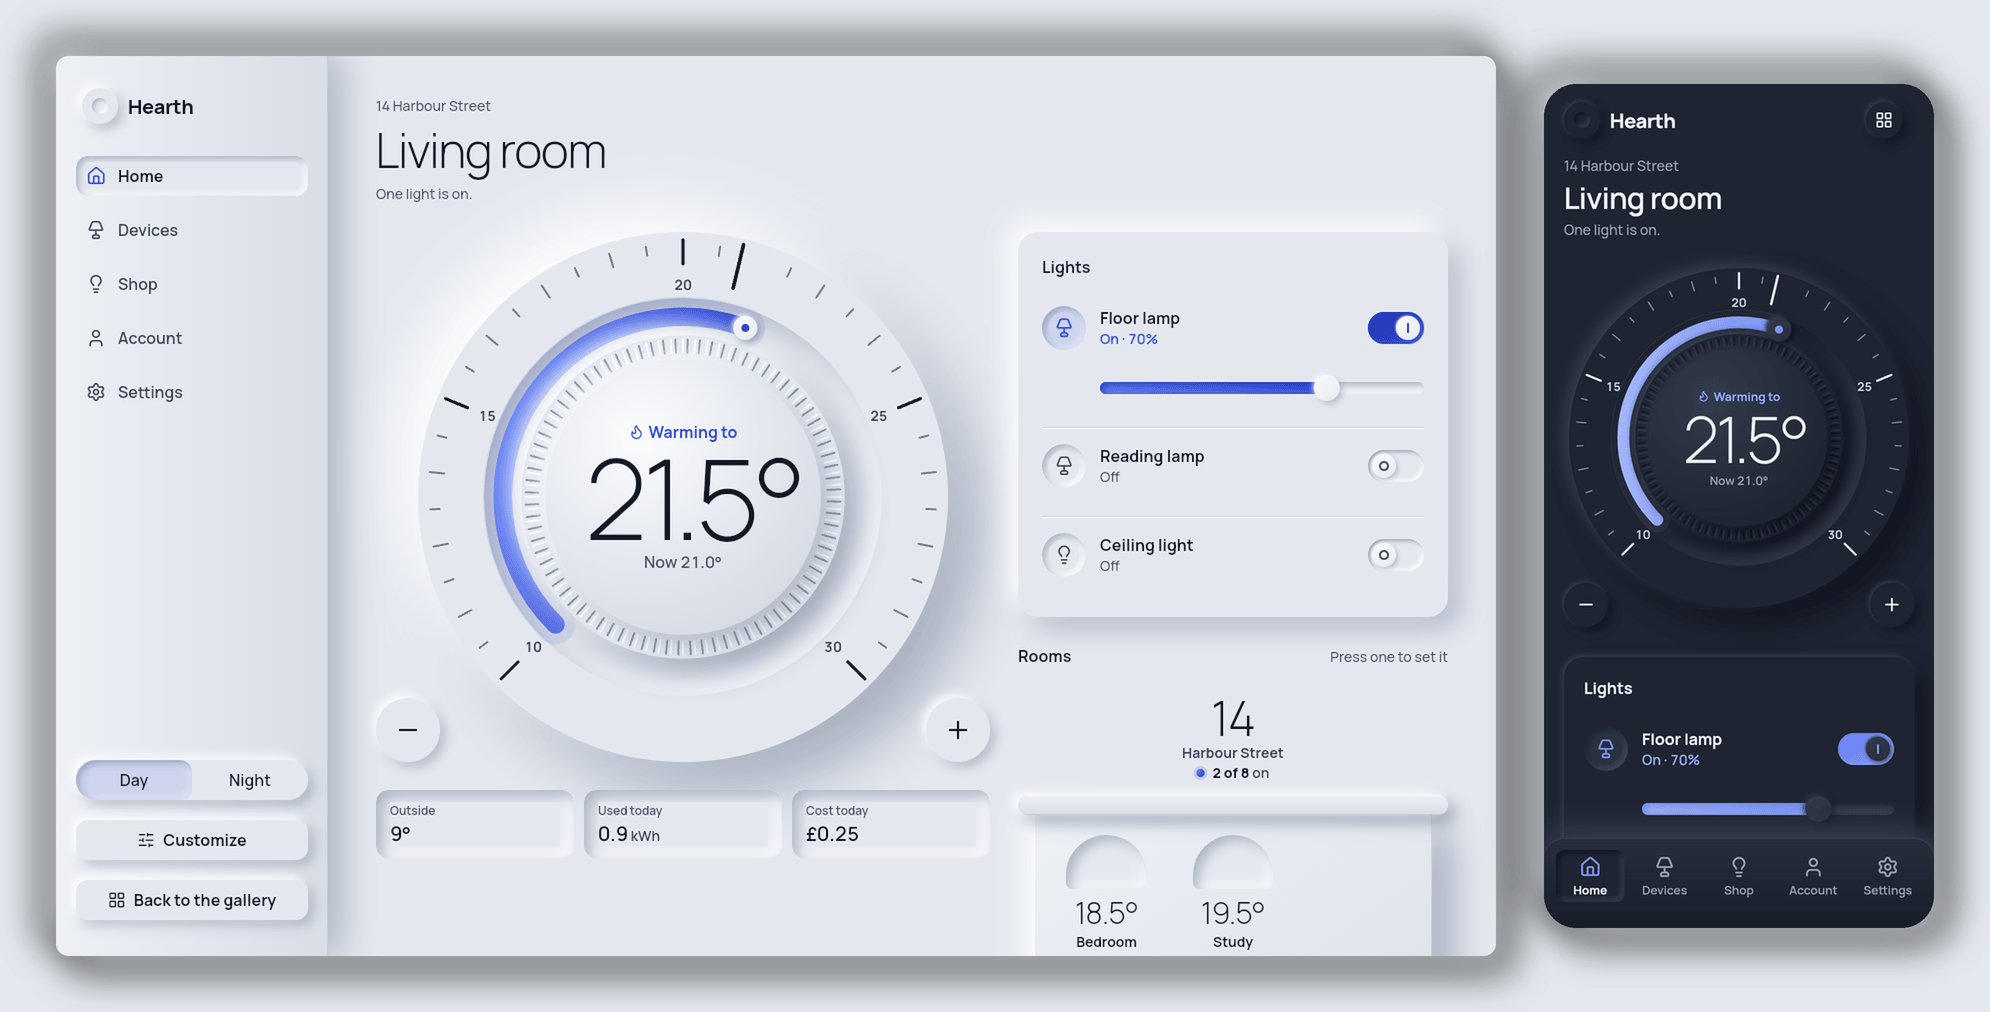 Hearth
Home
Devices
Shop
Account
Settings
Day Night
Customize
Back to the gallery
14 Harbour Street
Living room
One light is on.
20
15
25
10
30
Warming to
21.5°
Now 21.0°
Outside
9°
Used today
0.9 kWh
Cost today
£0.25
Lights
Floor lamp
On · 70%
Reading lamp
Off
Ceiling light
Off
Rooms
Press one to set it
14
Harbour Street
2 of 8 on
18.5°
Bedroom
19.5°
Study
Hearth
14 Harbour Street
Living room
One light is on.
20
15
25
10
30
Warming to
21.5°
Now 21.0°
Lights
Floor lamp
On · 70%
Home
Devices
Shop
Account
Settings